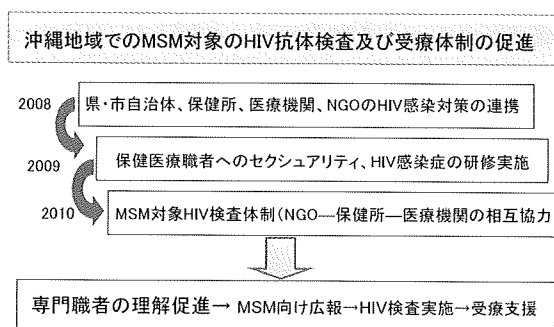 沖縄地域でのMSM対象のHIV抗体検査及び受療体制の促進
2008
県・市自治体、保健所、医療機関、NGOのHIV感染対策の連携
2009
保健医療職者へのセクシュアリティ、HIV感染症の研修実施
2010
MSM対象HIV検査体制(NGO―保健所―医療機関の相互協力
専門職者の理解促進→ MSM向け広報→HIV検査実施→受療支援